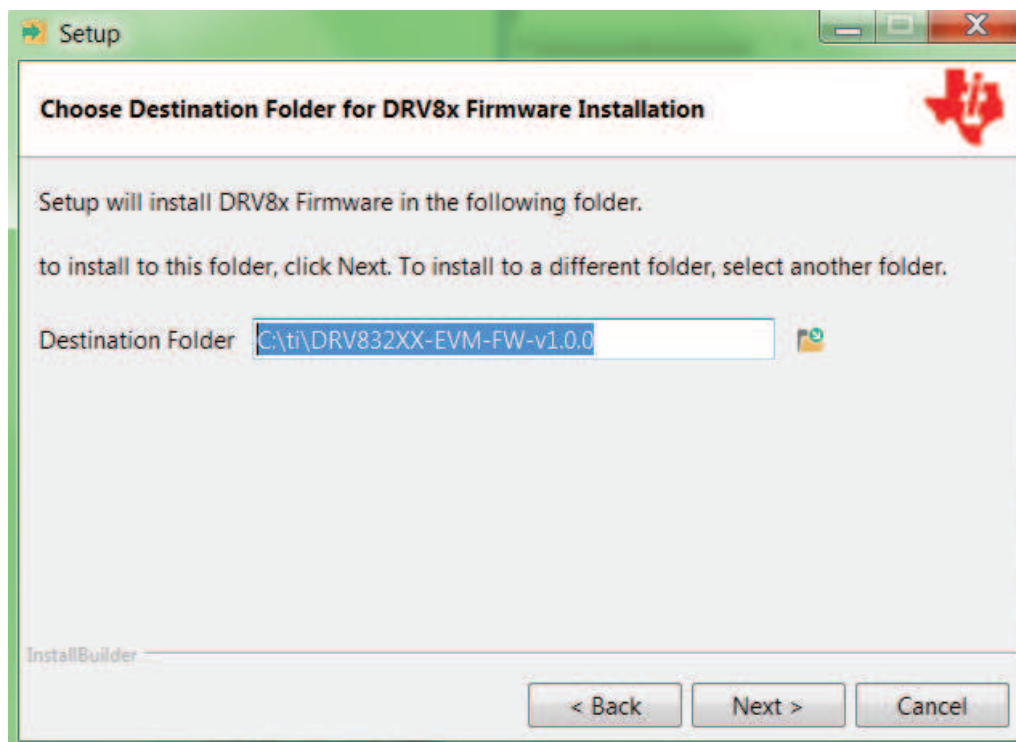 Setup
Choose Destination Folder for DRV8x Firmware Installation
Setup will install DRV8x Firmware in the following folder.
to install to this folder, click Next. To install to a different folder, select another folder.
Destination Folder C:\ti\DRV832XX-EVM-FW-v1.0.0
InstallBuilder
< Back Next > Cancel